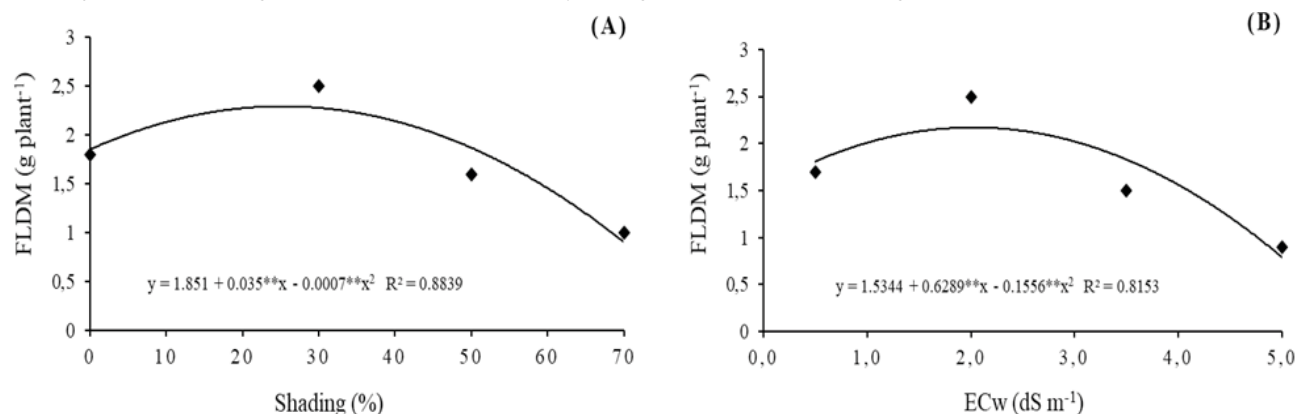 (A)
FLDM (g plant⁻¹)
3
2,5
2
1,5
1
0,5
0
y = 1.851 + 0.035**x - 0.0007**x² R² = 0.8839
0 10 20 30 40 50 60 70
Shading (%)
(B)
FLDM (g plant⁻¹)
3
2,5
2
1,5
1
0,5
0
y = 1.5344 + 0.6289**x - 0.1556**x² R² = 0.8153
0,0 1,0 2,0 3,0 4,0 5,0
ECw (dS m⁻¹)